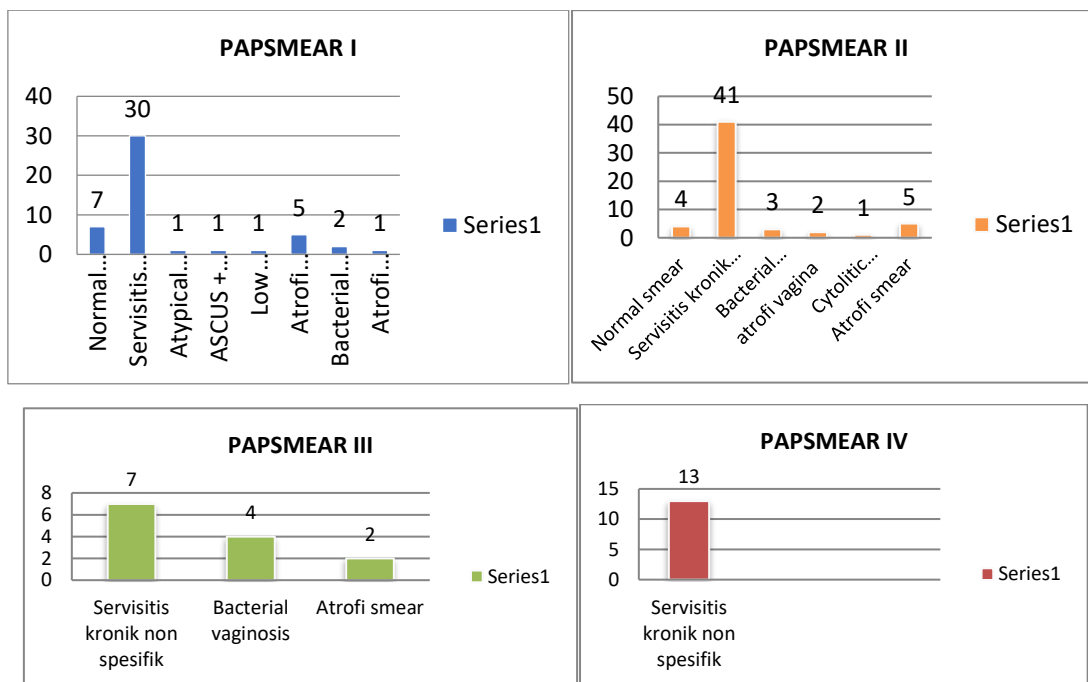 PAPSMEAR I
40
30
20
10
0
7
30
1
1
1
5
2
1
Normal...
Servisitis...
Atypical...
ASCUS +...
Low...
Atrofi...
Bacterial...
Atrofi...
Series1
PAPSMEAR II
50
40
30
20
10
0
4
41
3
2
1
5
Normal smear
Servisitis kronik...
Bacterial...
atrofi vagina
Cytolitic...
Atrofi smear
Series1
PAPSMEAR III
8
6
4
2
0
7
4
2
Servisitis
kronik non
spesifik
Bacterial
vaginosis
Atrofi smear
Series1
PAPSMEAR IV
15
10
5
0
13
Servisitis
kronik non
spesifik
Series1